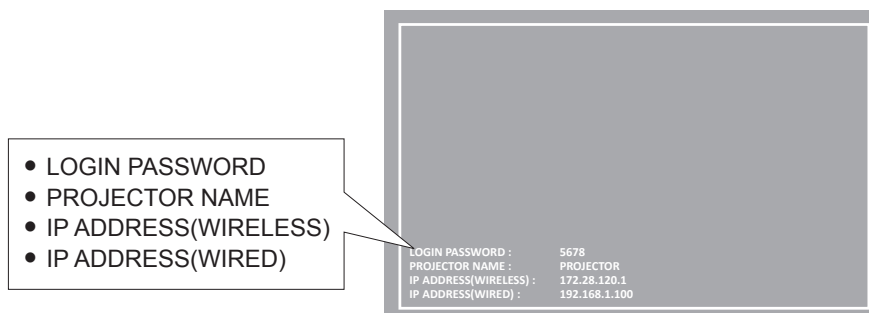 • LOGIN PASSWORD
• PROJECTOR NAME
• IP ADDRESS(WIRELESS)
• IP ADDRESS(WIRED)
LOGIN PASSWORD : 5678
PROJECTOR NAME : PROJECTOR
IP ADDRESS(WIRELESS) : 172.28.120.1
IP ADDRESS(WIRED) : 192.168.1.100